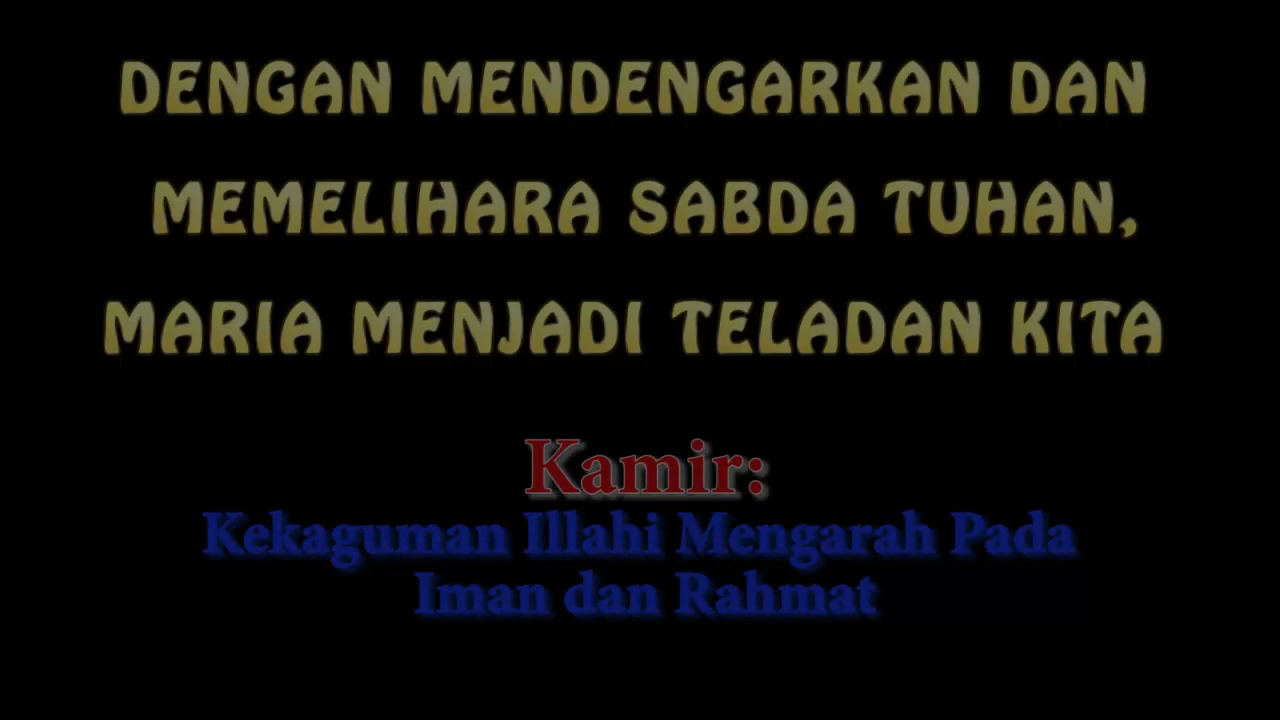 DENGAN MENDENGARKAN DAN
MEMELIHARA SABDA TUHAN,
MARIA MENJADI TELADAN KITA
Kamir:
Kekaguman Illahi Mengarah Pada
Iman dan Rahmat